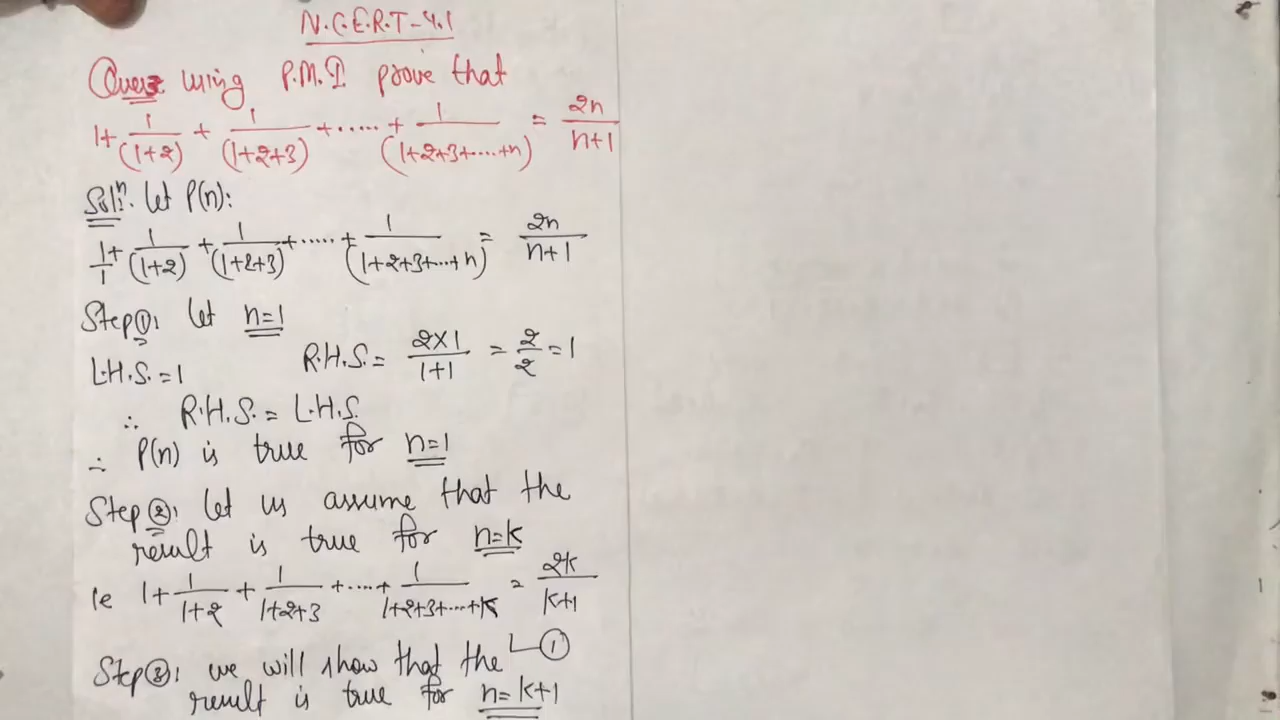 N.C.E.R.T-4.1
Ques3 using P.M.I prove that
1+ 1/(1+2) + 1/(1+2+3) +.....+ 1/(1+2+3+....+n) = 2n/n+1
Solⁿ: let P(n):
1/1 + 1/(1+2) + 1/(1+2+3) +.....+ 1/(1+2+3+...+n) = 2n/n+1
Step①: let n=1
L.H.S.=1 R.H.S.= 2×1/1+1 = 2/2 =1
∴ R.H.S.= L.H.S.
∴ P(n) is true for n=1
Step②: let us assume that the
result is true for n=k
ie 1+ 1/1+2 + 1/1+2+3 +....+ 1/1+2+3+...+k = 2k/k+1
①
Step③: we will show that the
result is true for n=k+1